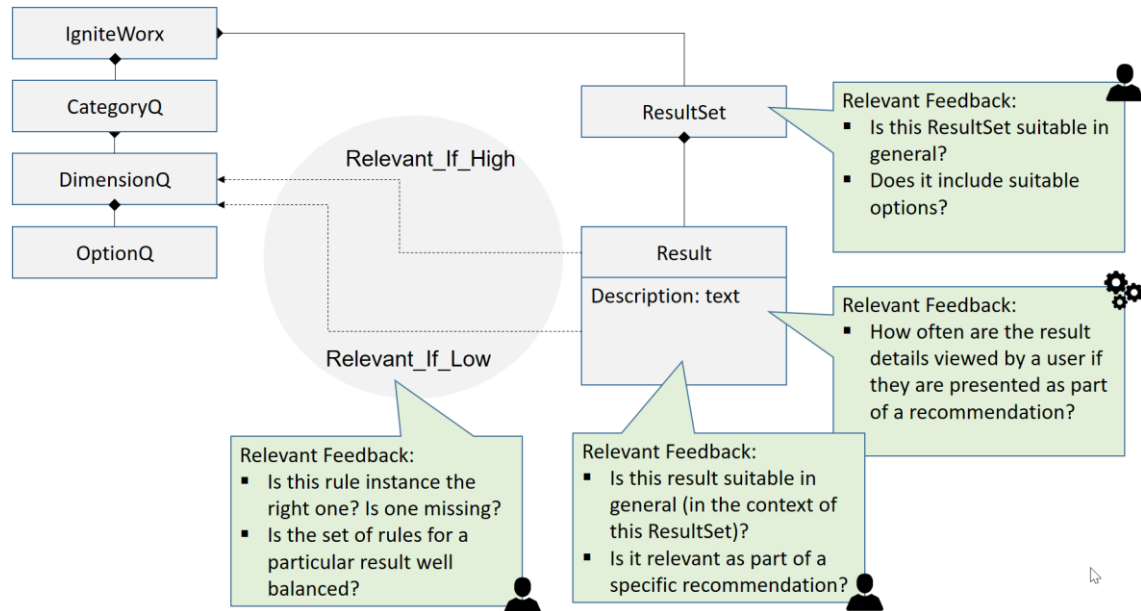 IgniteWorx
CategoryQ
DimensionQ
OptionQ
Relevant_If_High
Relevant_If_Low
ResultSet
Result
Description: text
Relevant Feedback:
▪ Is this ResultSet suitable in
general?
▪ Does it include suitable
options?
Relevant Feedback:
▪ How often are the result
details viewed by a user if
they are presented as part
of a recommendation?
Relevant Feedback:
▪ Is this rule instance the
right one? Is one missing?
▪ Is the set of rules for a
particular result well
balanced?
Relevant Feedback:
▪ Is this result suitable in
general (in the context of
this ResultSet)?
▪ Is it relevant as part of a
specific recommendation?